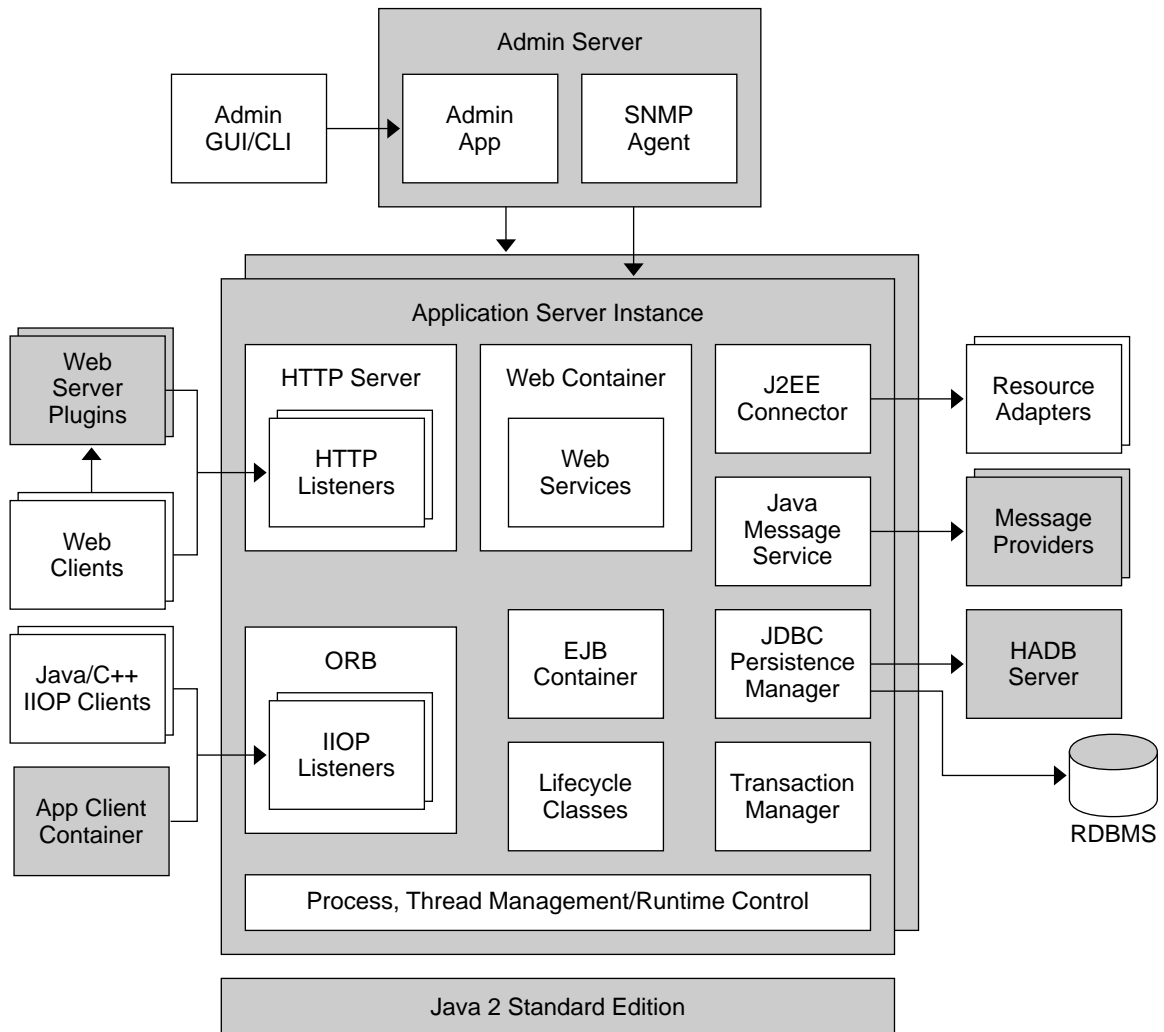 Admin Server
Admin
GUI/CLI
Admin
App
SNMP
Agent
Application Server Instance
Web
Server
Plugins
HTTP Server
HTTP
Listeners
Web Container
Web
Services
J2EE
Connector
Resource
Adapters
Web
Clients
Java
Message
Service
Message
Providers
Java/C++
IIOP Clients
ORB
IIOP
Listeners
EJB
Container
JDBC
Persistence
Manager
HADB
Server
App Client
Container
Lifecycle
Classes
Transaction
Manager
RDBMS
Process, Thread Management/Runtime Control
Java 2 Standard Edition